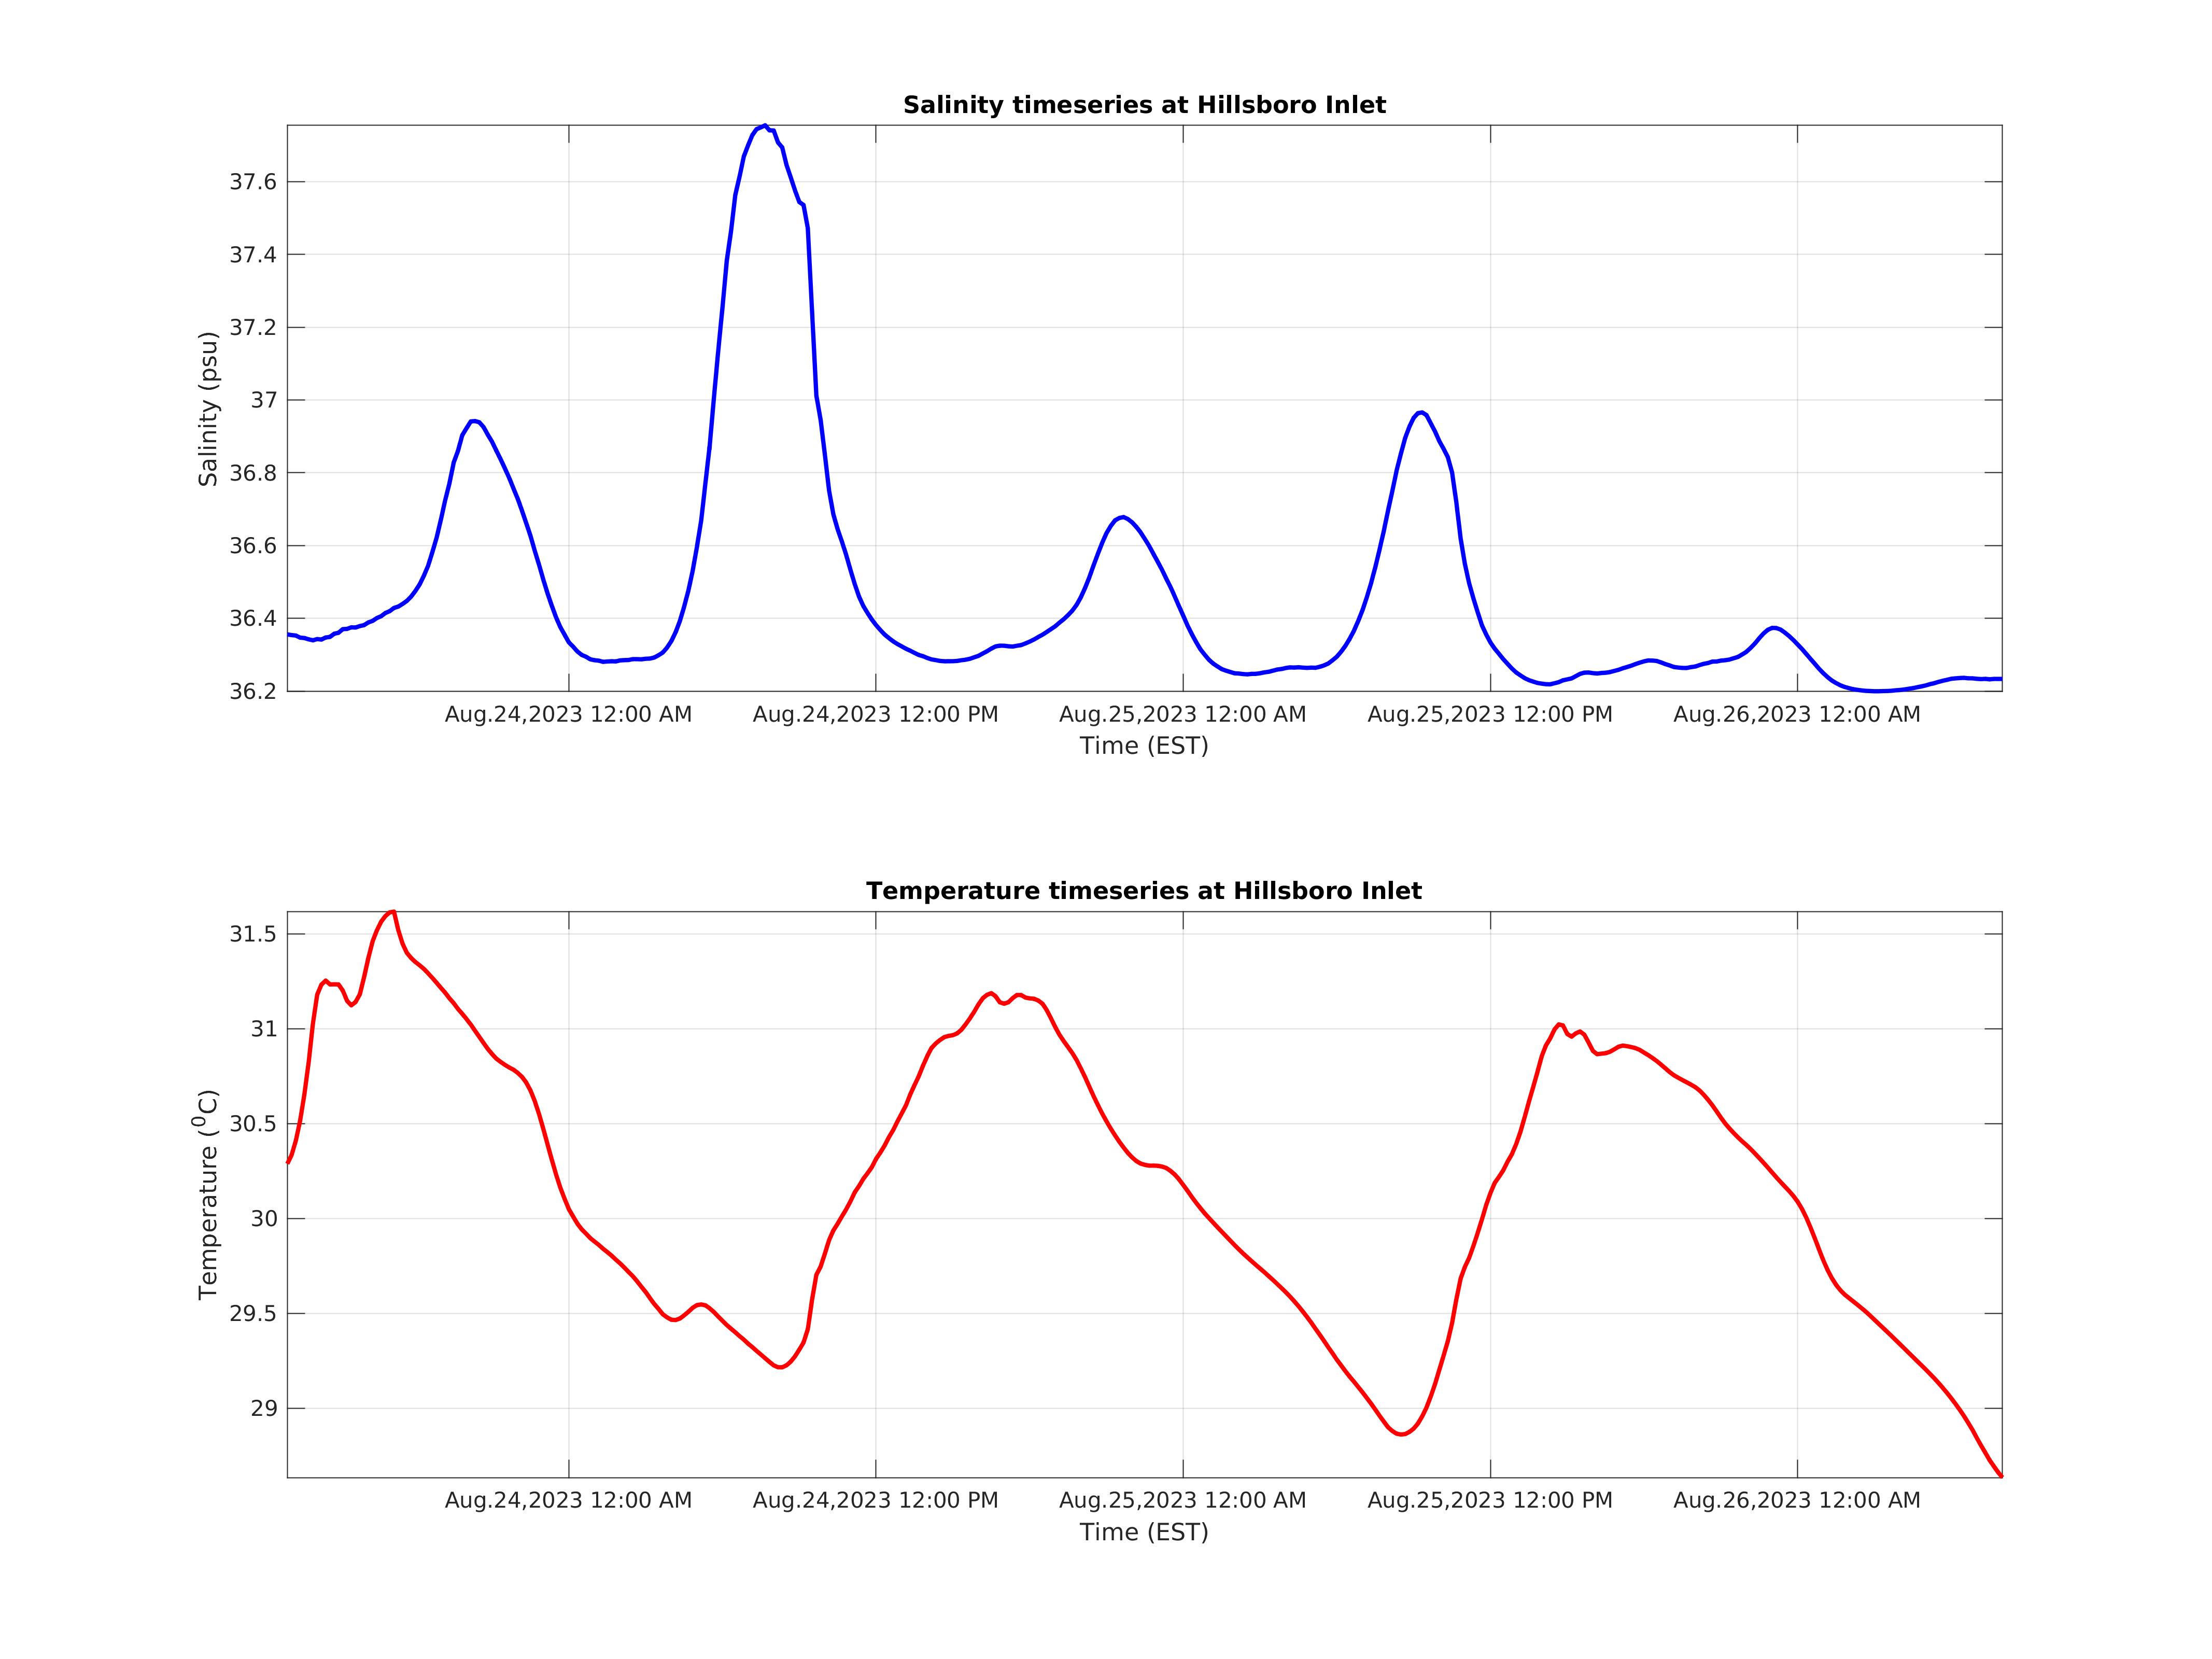 Salinity timeseries at Hillsboro Inlet
37.6
37.4
37.2
37
36.8
36.6
36.4
36.2
Salinity (psu)
Aug.24,2023 12:00 AM Aug.24,2023 12:00 PM Aug.25,2023 12:00 AM Aug.25,2023 12:00 PM Aug.26,2023 12:00 AM
Time (EST)
Temperature timeseries at Hillsboro Inlet
31.5
31
30.5
30
29.5
29
Temperature (⁰C)
Aug.24,2023 12:00 AM Aug.24,2023 12:00 PM Aug.25,2023 12:00 AM Aug.25,2023 12:00 PM Aug.26,2023 12:00 AM
Time (EST)